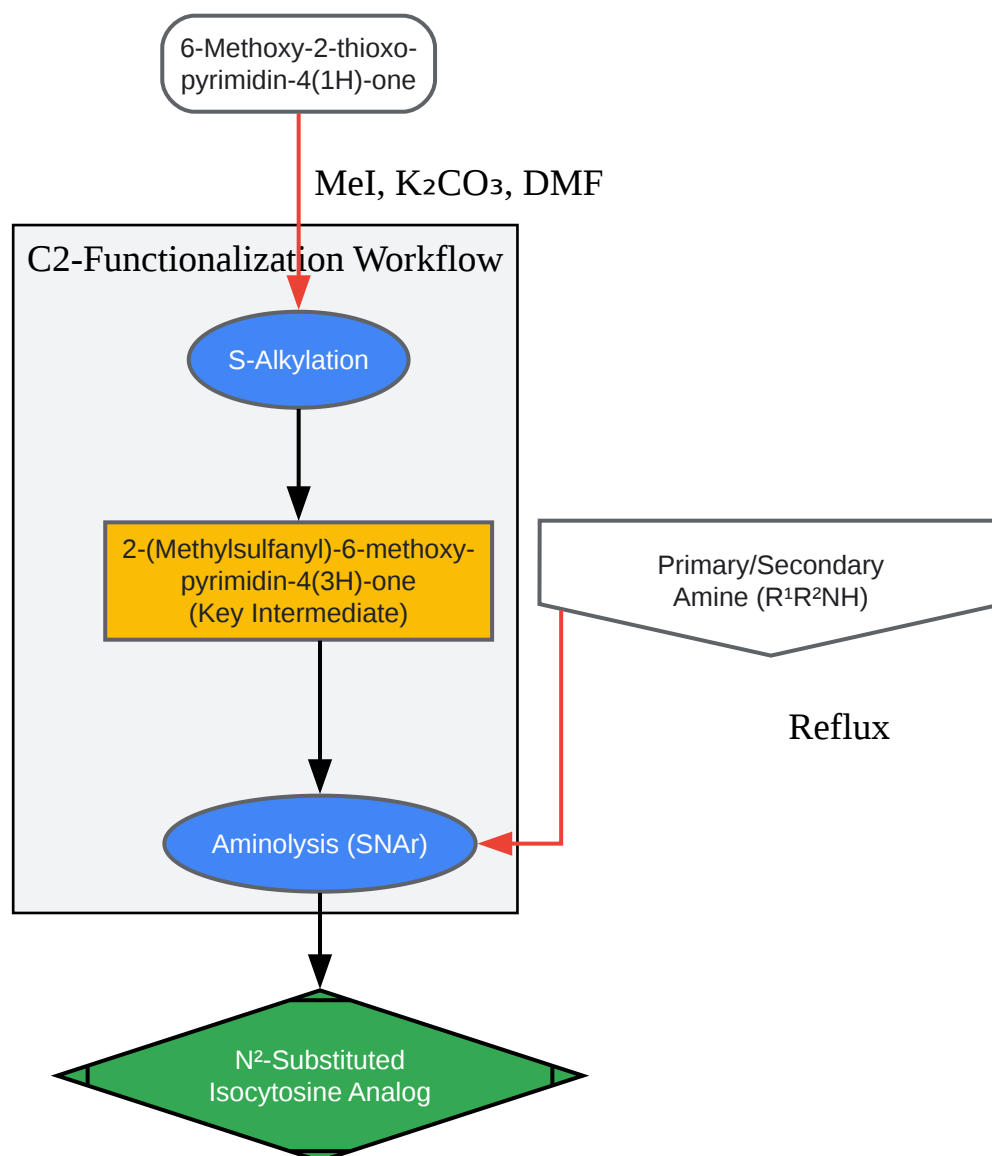 6-Methoxy-2-thioxo-
pyrimidin-4(1H)-one
MeI, K₂CO₃, DMF
C2-Functionalization Workflow
S-Alkylation
2-(Methylsulfanyl)-6-methoxy-
pyrimidin-4(3H)-one
(Key Intermediate)
Primary/Secondary
Amine (R¹R²NH)
Reflux
Aminolysis (SNAr)
N²-Substituted
Isocytosine Analog